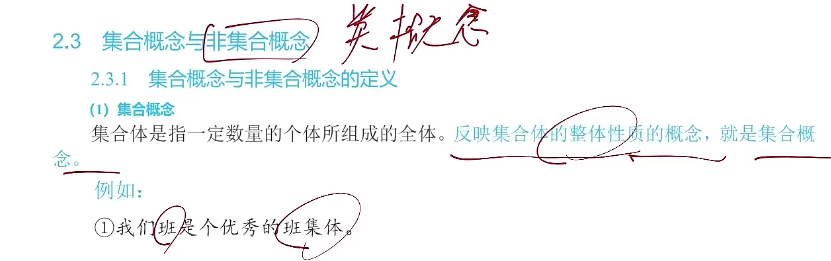 2.3 集合概念与非集合概念 类概念
2.3.1 集合概念与非集合概念的定义
(1) 集合概念
集合体是指一定数量的个体所组成的全体。反映集合体的整体性质的概念，就是集合概
念。
例如：
①我们班是个优秀的班集体。